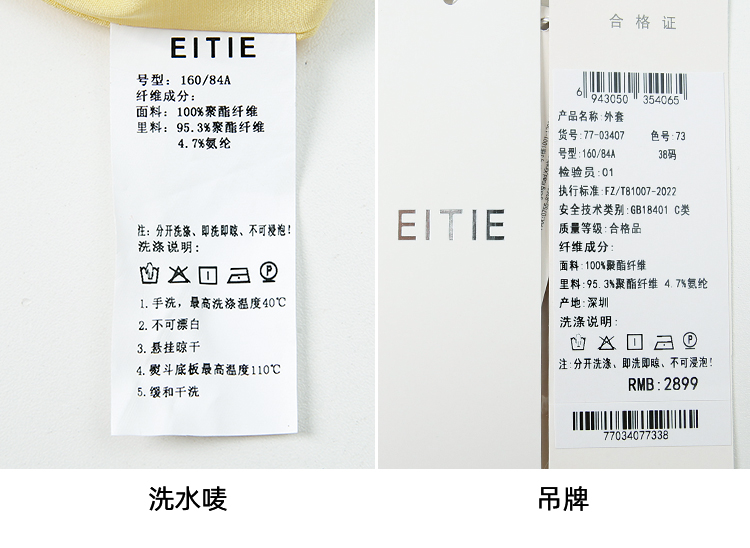 EITIE
号型: 160/84A
纤维成分:
面料: 100%聚酯纤维
里料: 95.3%聚酯纤维
4.7%氨纶
注: 分开洗涤、即洗即晾、不可浸泡!
洗涤说明:
P
1.手洗，最高洗涤温度40℃
2.不可漂白
3.悬挂晾干
4.熨斗底板最高温度110℃
5.缓和干洗
洗水唛
EITIE
合格证
6 943050 354065
产品名称:外套
货号:77-03407 色号:73
号型:160/84A 38码
检验员:01
执行标准:FZ/T81007-2022
安全技术类别:GB18401 C类
质量等级:合格品
纤维成分:
面料:100%聚酯纤维
里料:95.3%聚酯纤维 4.7%氨纶
产地:深圳
洗涤说明:
P
注:分开洗涤、即洗即晾、不可浸泡!
RMB:2899
77034077338
吊牌